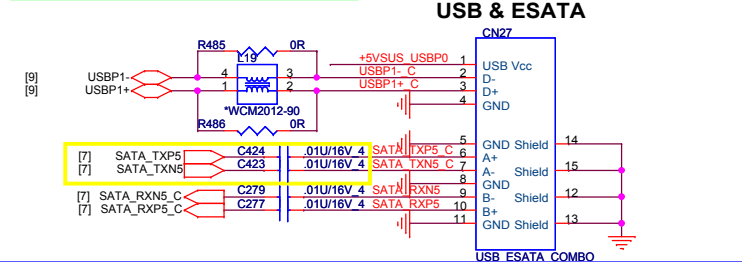 USB & ESATA
CN27
R485 0R
L19
+5VSUS_USBP0 1 USB Vcc
[9] USBP1- 4 3 USBP1-_C 2 D-
[9] USBP1+ 1 2 USBP1+_C 3 D+
4 GND
*WCM2012-90
R486 0R
5 GND Shield 14
[7] SATA_TXP5 C424 .01U/16V_4 SATA_TXP5_C 6 A+
[7] SATA_TXN5 C423 .01U/16V_4 SATA_TXN5_C 7 A- Shield 15
8 GND
[7] SATA_RXN5_C C279 .01U/16V_4 SATA_RXN5 9 B- Shield 12
[7] SATA_RXP5_C C277 .01U/16V_4 SATA_RXP5 10 B+
11 GND Shield 13
USB_ESATA_COMBO